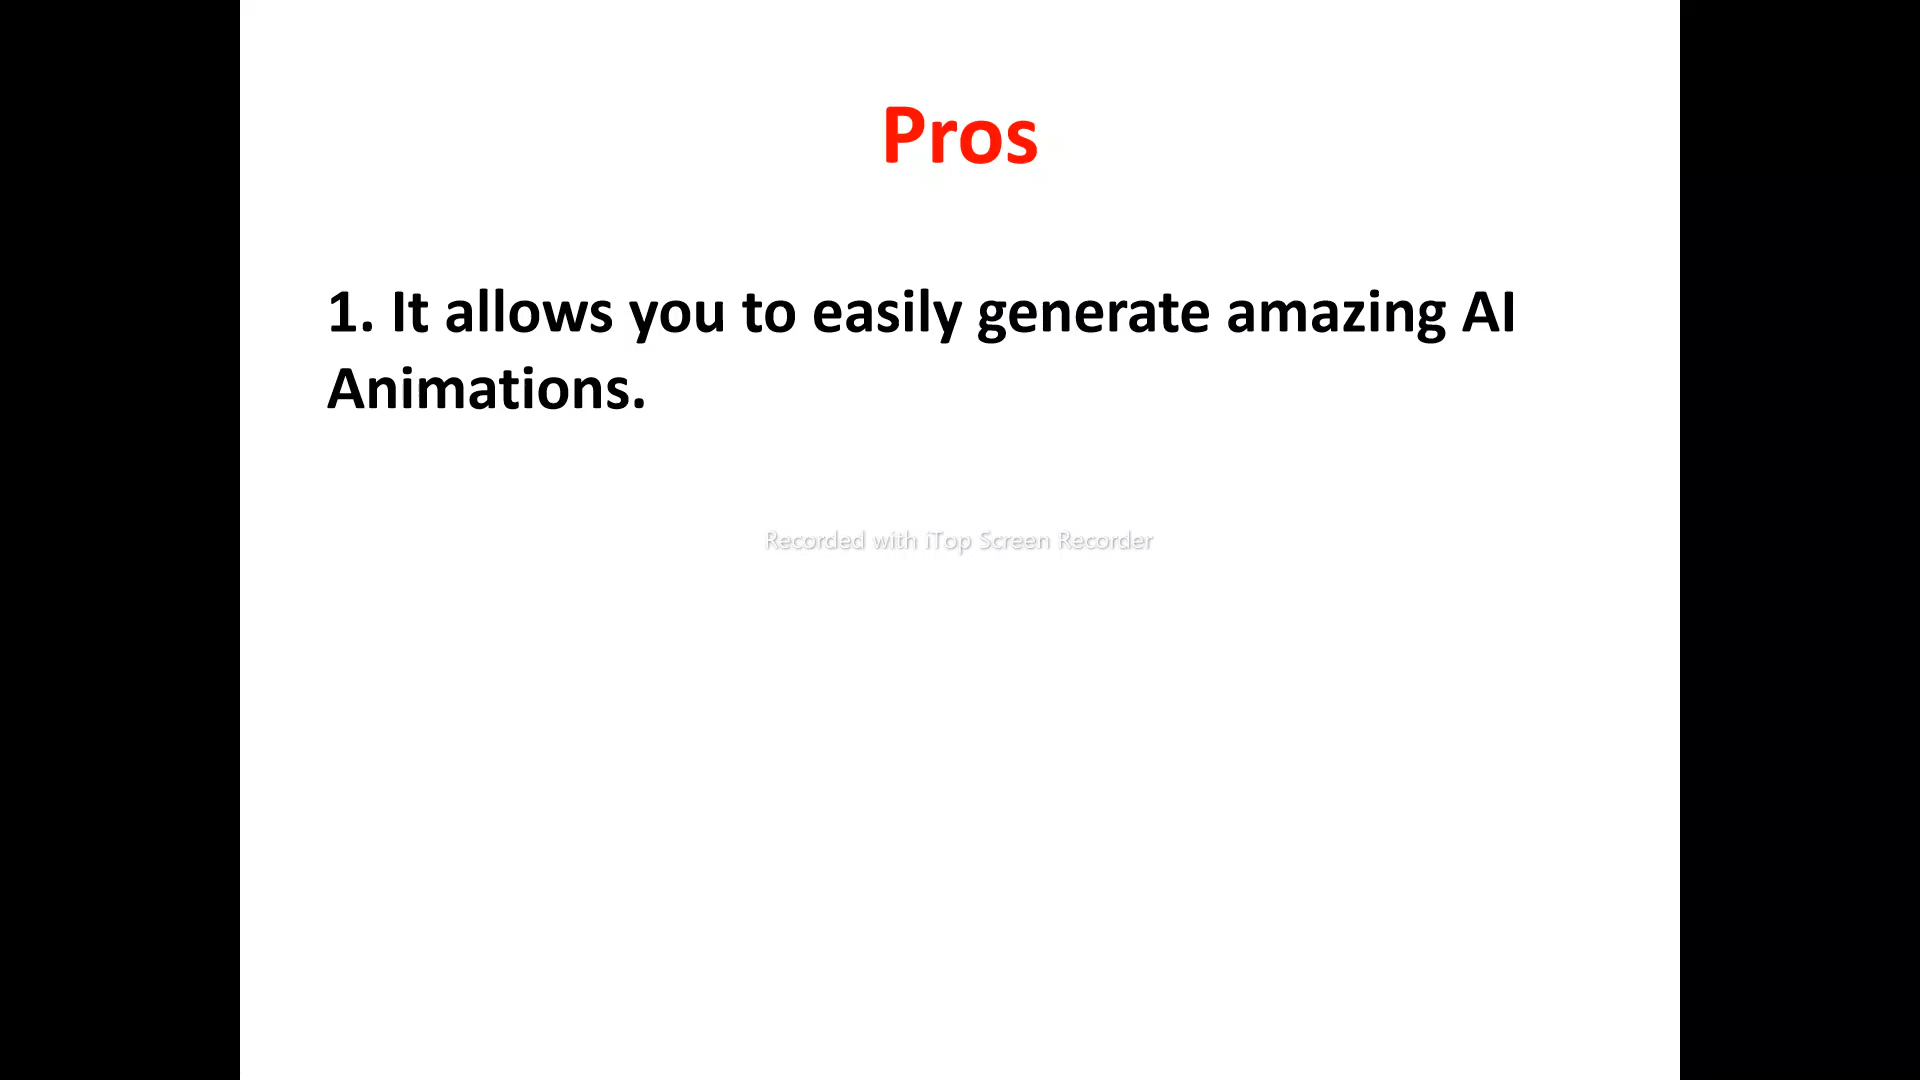 Pros
1. It allows you to easily generate amazing AI
Animations.
Recorded with iTop Screen Recorder